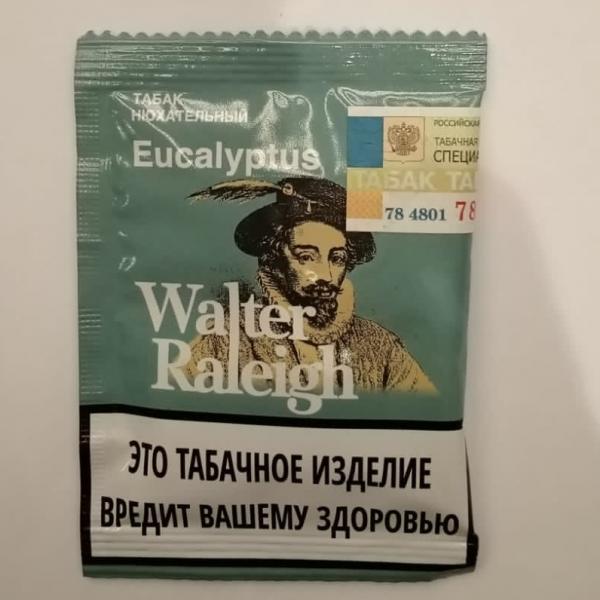 ТАБАК
НЮХАТЕЛЬНЫЙ
Eucalyptus
РОССИЙСКАЯ
ТАБАЧНАЯ
СПЕЦИА
ТАБАК ТА
78 4801 78
Walter
Raleigh
ЭТО ТАБАЧНОЕ ИЗДЕЛИЕ
ВРЕДИТ ВАШЕМУ ЗДОРОВЬЮ